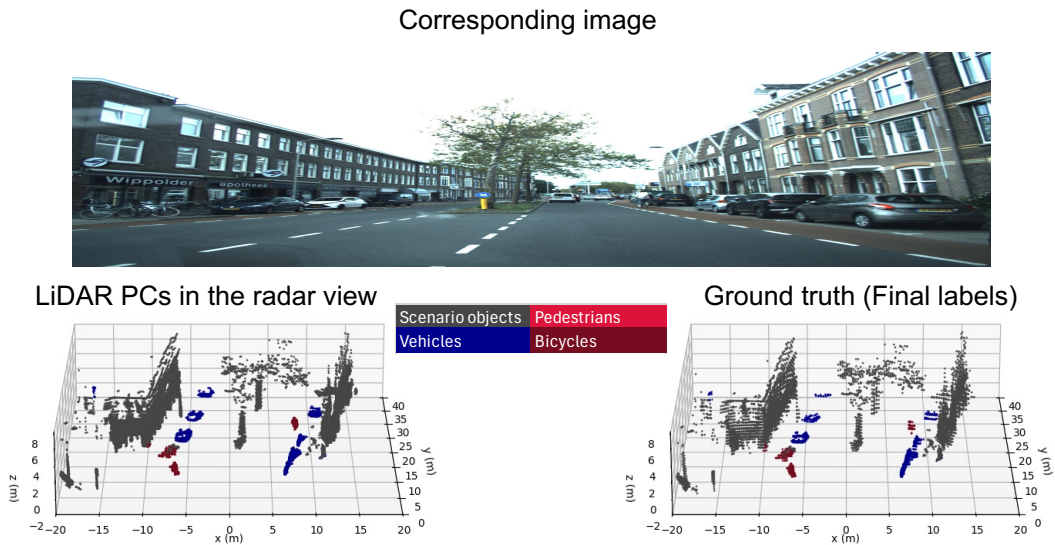 Corresponding image
Wippolder
apotheek
LiDAR PCs in the radar view
Ground truth (Final labels)
Scenario objects Pedestrians
Vehicles Bicycles
8
6
4
2
0
−2
z (m)
−20 −15 −10 −5 0 5 10 15 20
x (m)
40
35
30
25
20
15
10
5
0
y (m)
8
6
4
2
0
−2
z (m)
−20 −15 −10 −5 0 5 10 15 20
x (m)
40
35
30
25
20
15
10
5
0
y (m)